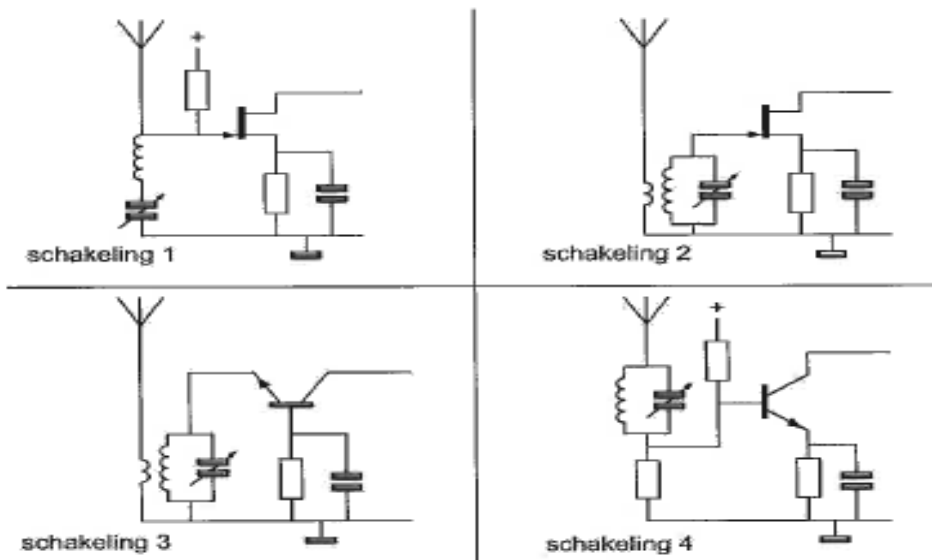 +
schakeling 1
schakeling 2
+
schakeling 3
schakeling 4